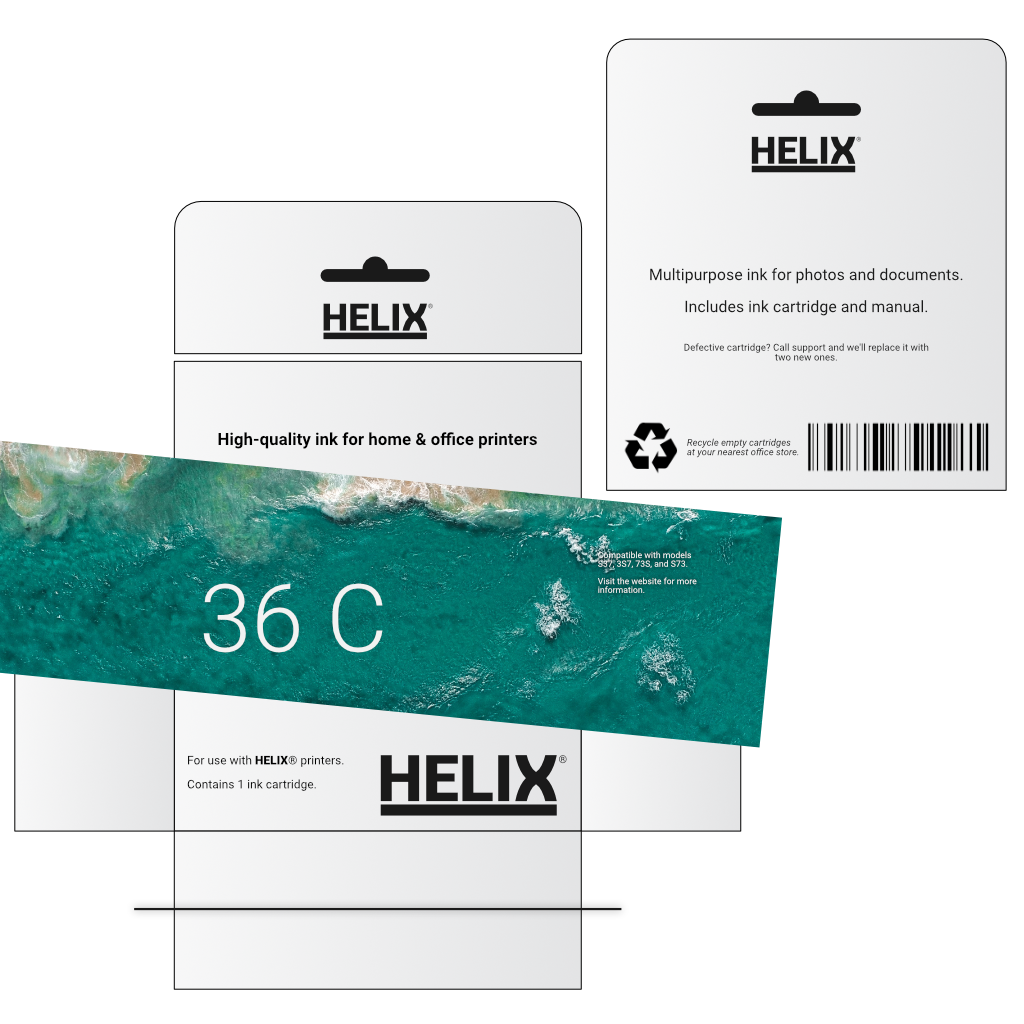 HELIX®
Multipurpose ink for photos and documents.
Includes ink cartridge and manual.
Defective cartridge? Call support and we'll replace it with
two new ones.
Recycle empty cartridges
at your nearest office store.
HELIX®
High-quality ink for home & office printers
Compatible with models
S37, 3S7, 73S, and S73.
Visit the website for more
information.
36 C
For use with HELIX® printers.
Contains 1 ink cartridge.
HELIX®